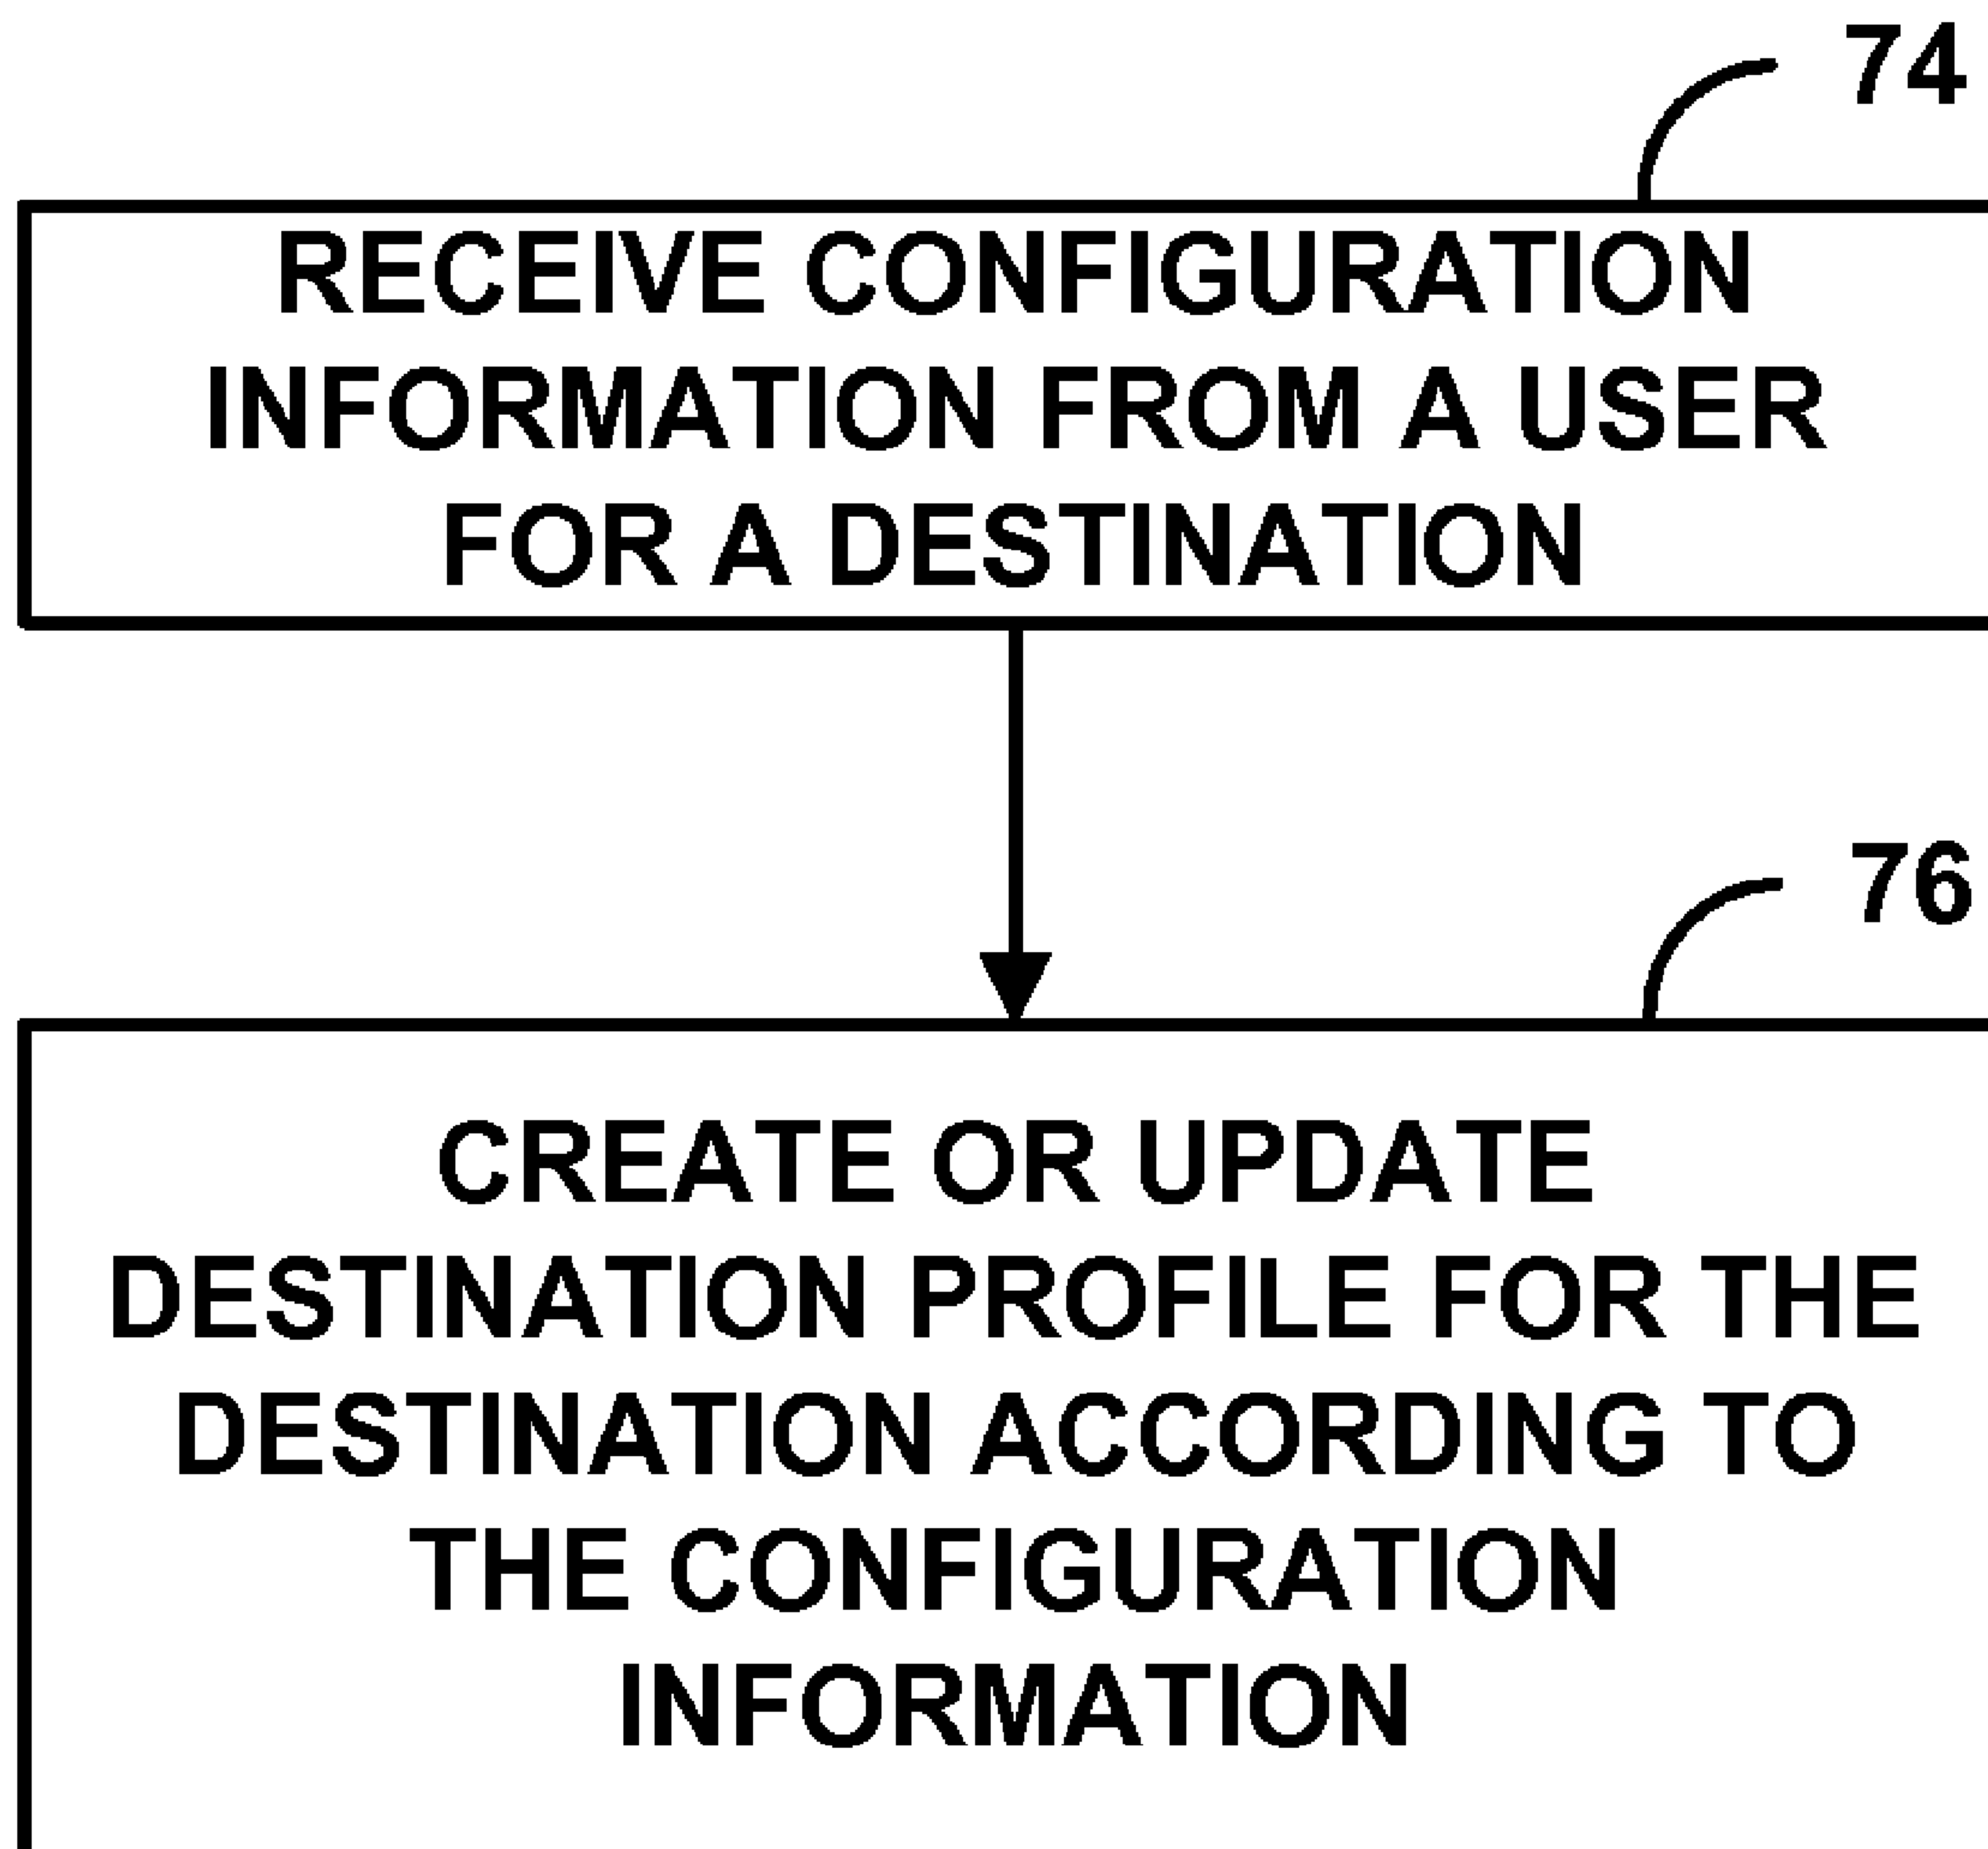 74
RECEIVE CONFIGURATION
INFORMATION FROM A USER
FOR A DESTINATION
76
CREATE OR UPDATE
DESTINATION PROFILE FOR THE
DESTINATION ACCORDING TO
THE CONFIGURATION
INFORMATION